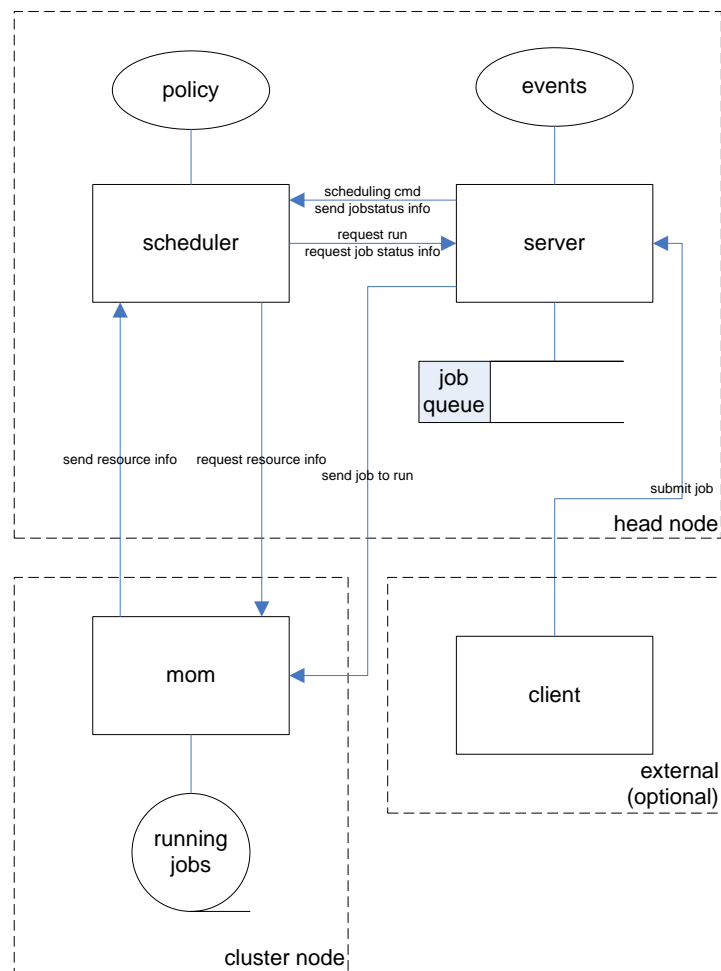 policy
events
scheduler
scheduling cmd
send jobstatus info
request run
request job status info
server
job
queue
send resource info
request resource info
send job to run
submit job
head node
mom
client
external
(optional)
running
jobs
cluster node